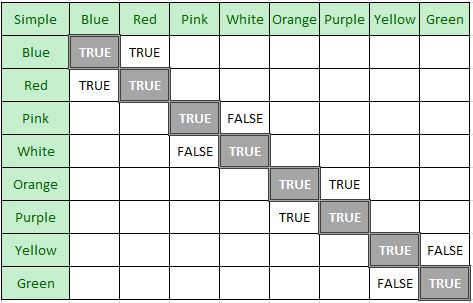 Simple Blue Red Pink White Orange Purple Yellow Green
Blue TRUE TRUE
Red TRUE TRUE
Pink TRUE FALSE
White FALSE TRUE
Orange TRUE TRUE
Purple TRUE TRUE
Yellow TRUE FALSE
Green FALSE TRUE